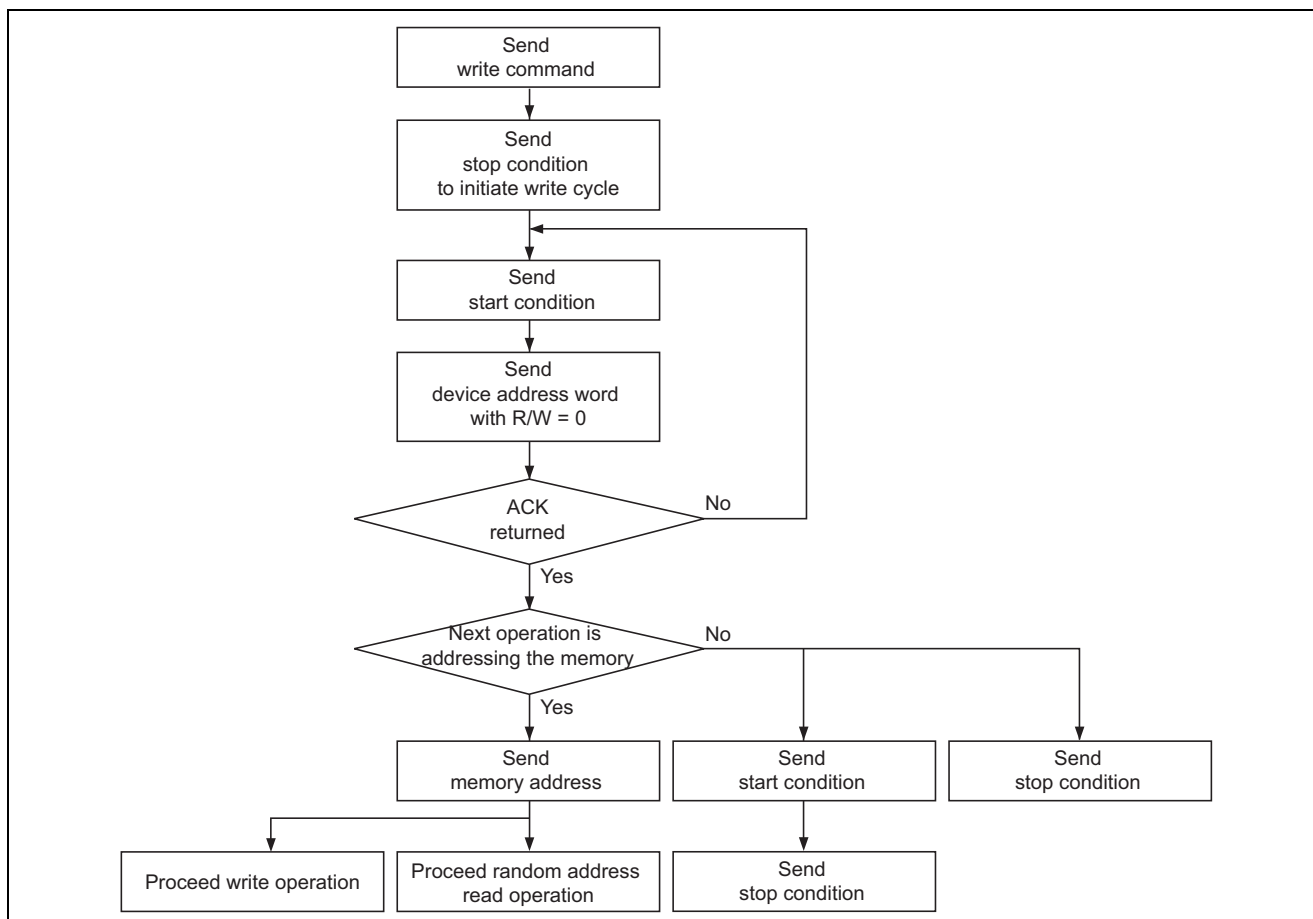 Send
write command
Send
stop condition
to initiate write cycle
Send
start condition
Send
device address word
with R/W = 0
ACK
returned
No
Yes
Next operation is
addressing the memory
No
Yes
Send
memory address
Send
start condition
Send
stop condition
Proceed write operation
Proceed random address
read operation
Send
stop condition